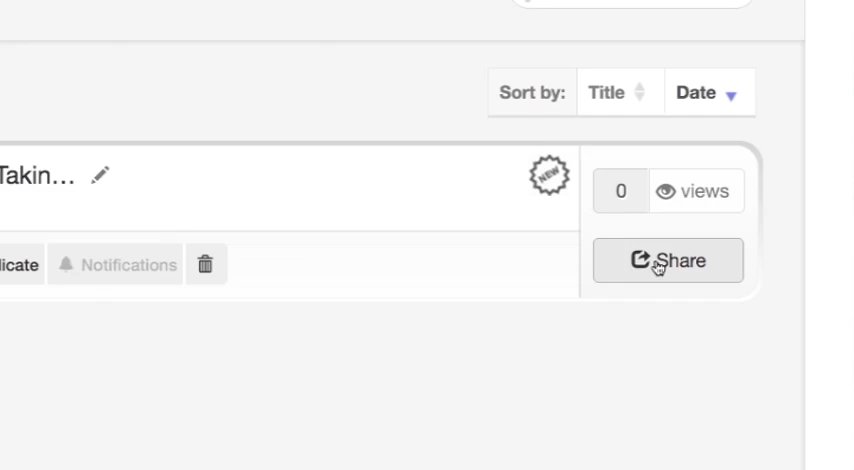 Sort by: Title Date
Takin...
NEW
0 views
licate Notifications
Share